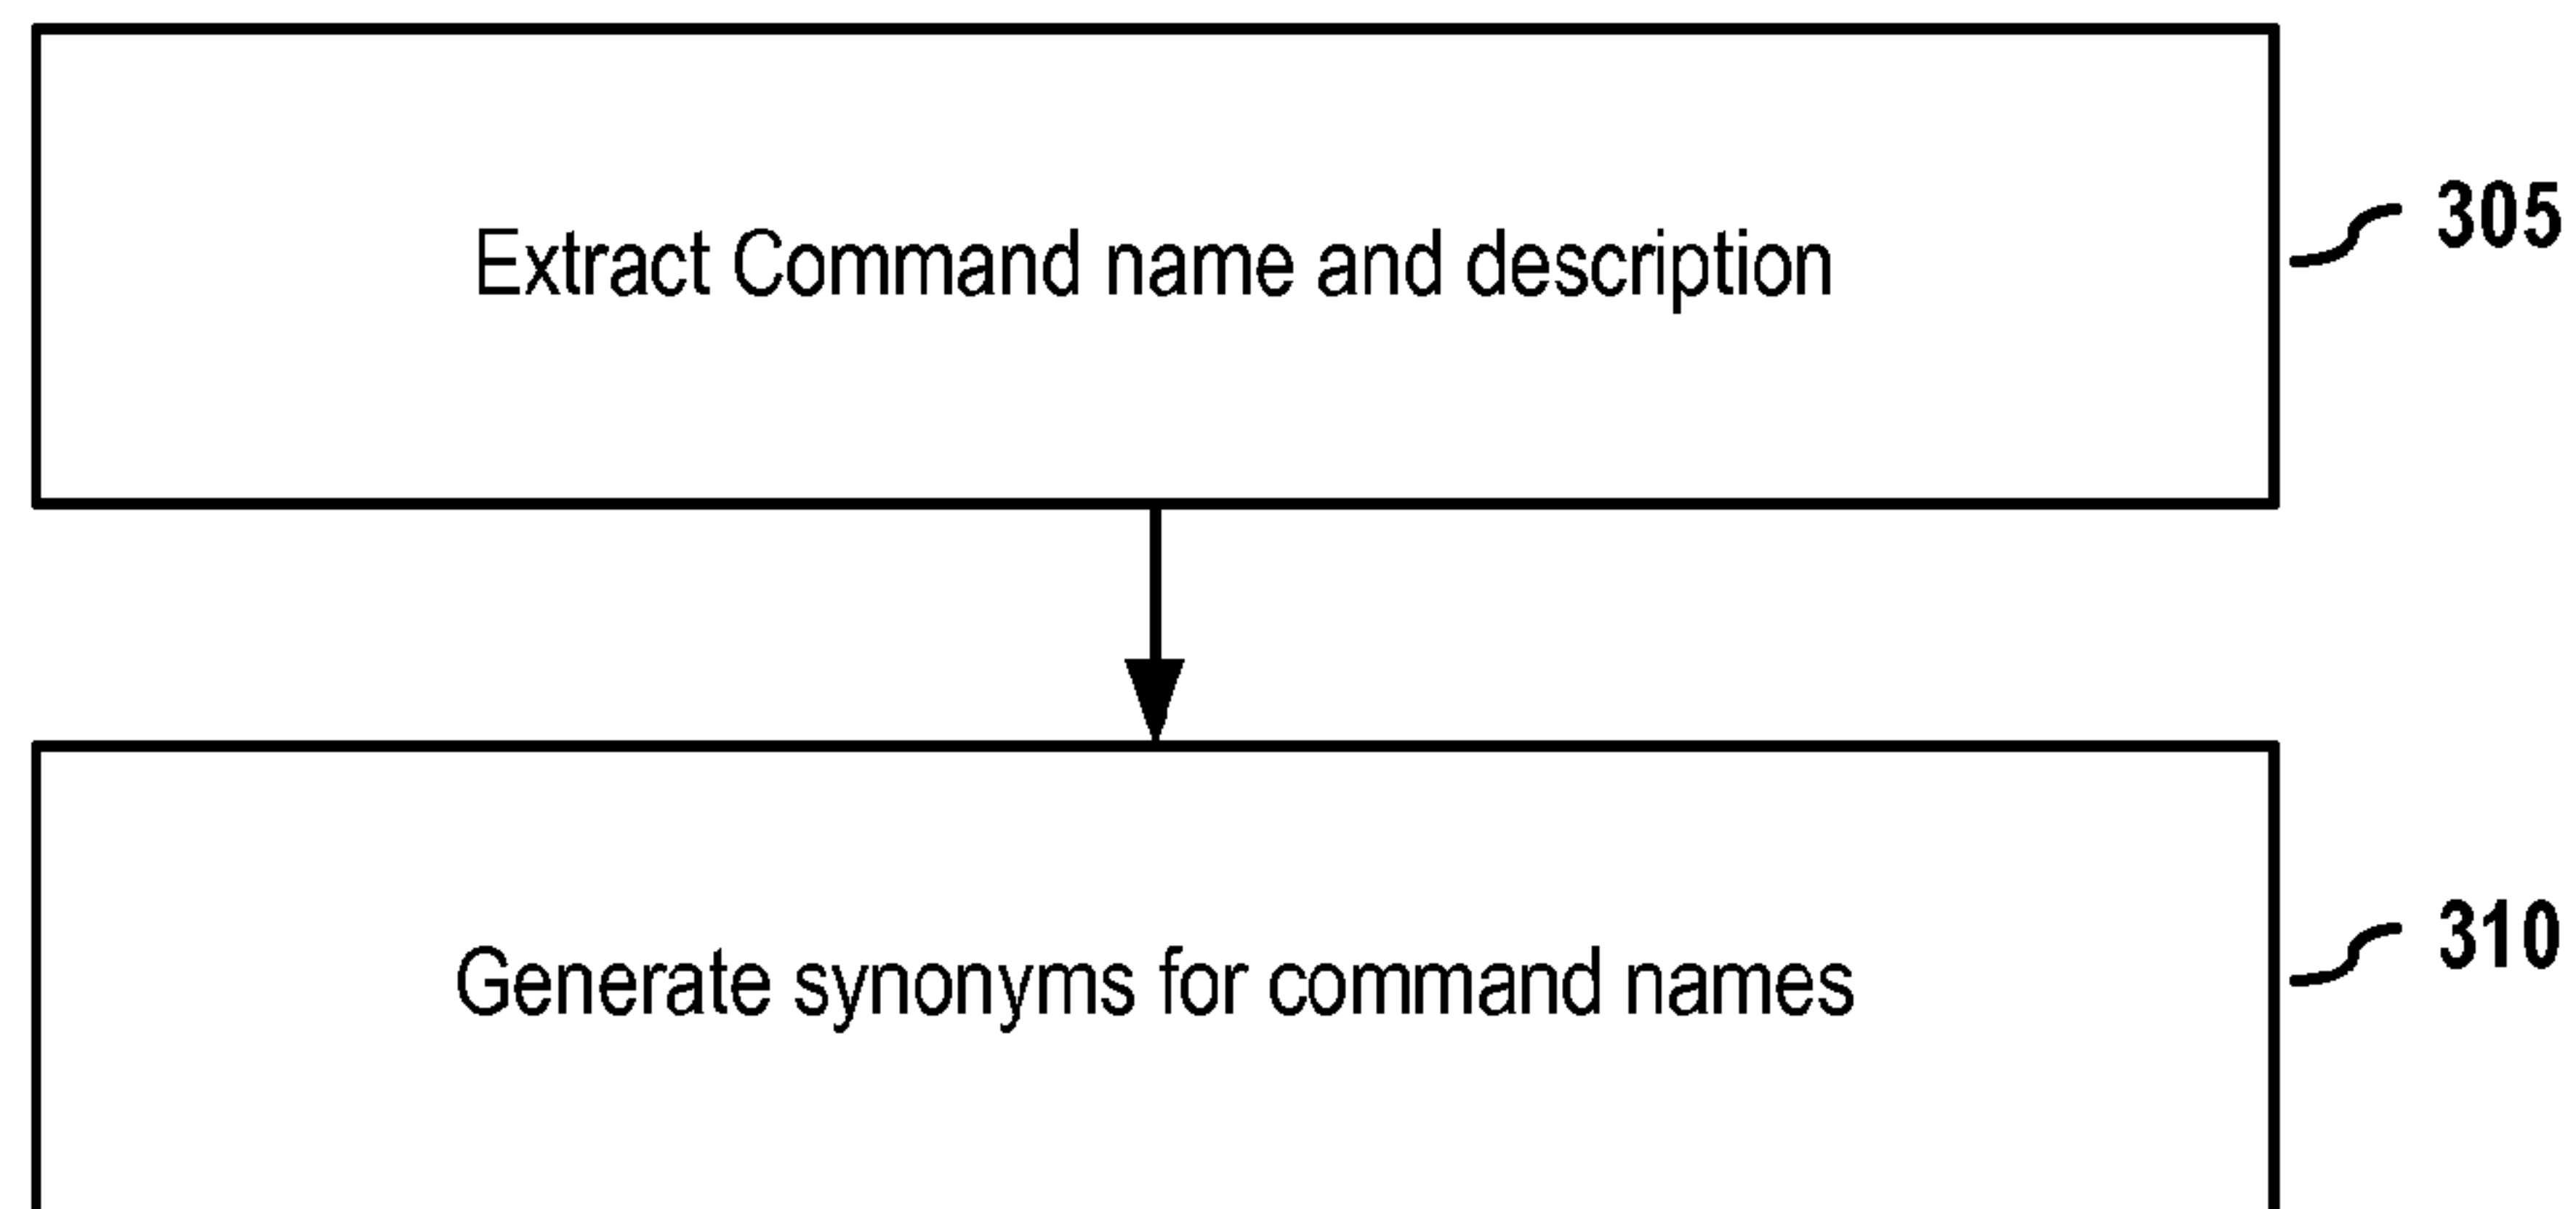 305
Extract Command name and description
310
Generate synonyms for command names